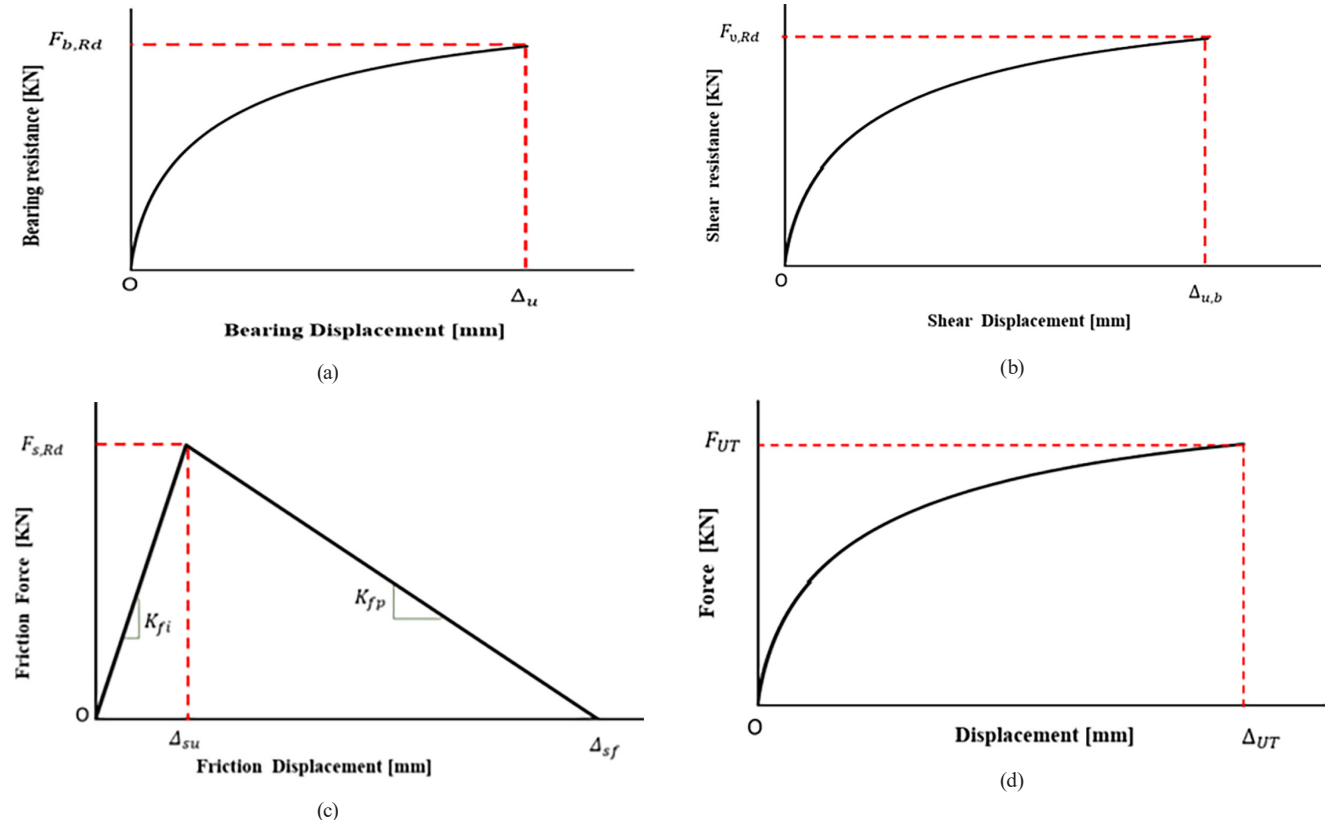 F_{b,Rd}
Bearing resistance [KN]
O
Δ_u
Bearing Displacement [mm]
(a)
F_{υ,Rd}
Shear resistance [KN]
O
Δ_{u,b}
Shear Displacement [mm]
(b)
F_{s,Rd}
Friction Force [KN]
K_{fi}
K_{fp}
O
Δ_{su}
Δ_{sf}
Friction Displacement [mm]
(c)
F_{UT}
Force [KN]
O
Displacement [mm]
Δ_{UT}
(d)